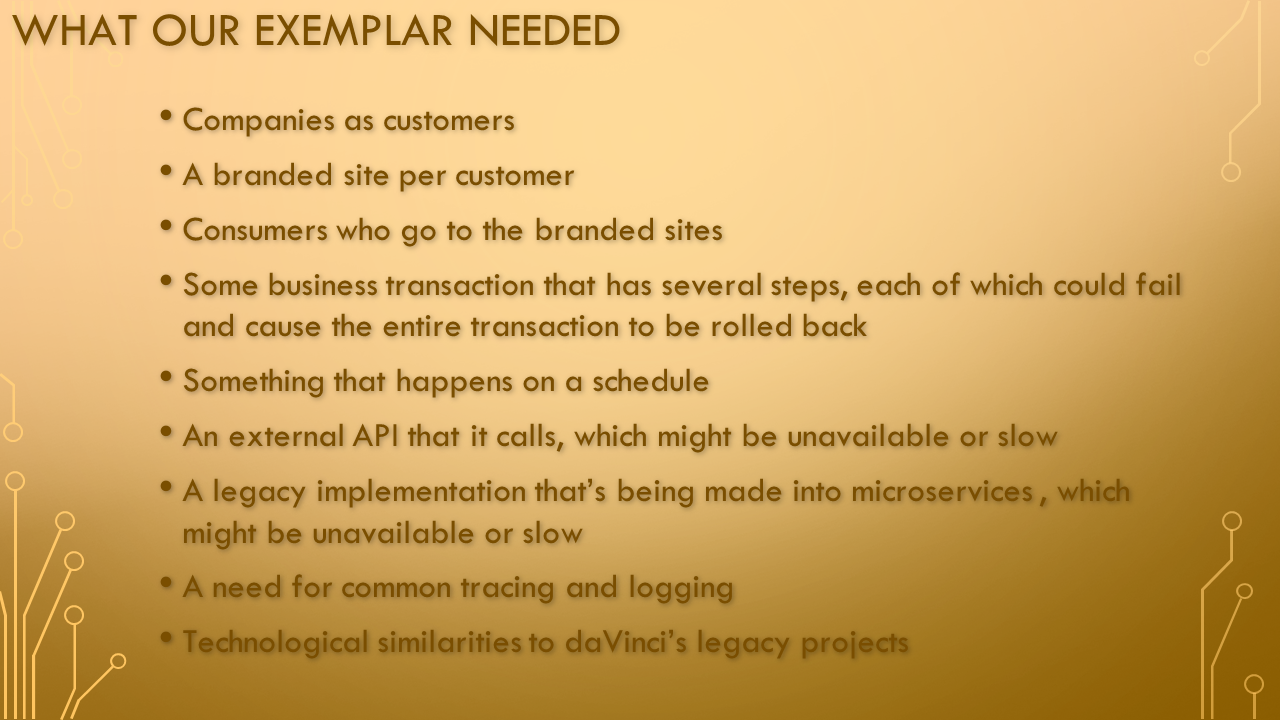 WHAT OUR EXEMPLAR NEEDED
• Companies as customers
• A branded site per customer
• Consumers who go to the branded sites
• Some business transaction that has several steps, each of which could fail
and cause the entire transaction to be rolled back
• Something that happens on a schedule
• An external API that it calls, which might be unavailable or slow
• A legacy implementation that’s being made into microservices , which
might be unavailable or slow
• A need for common tracing and logging
• Technological similarities to daVinci’s legacy projects